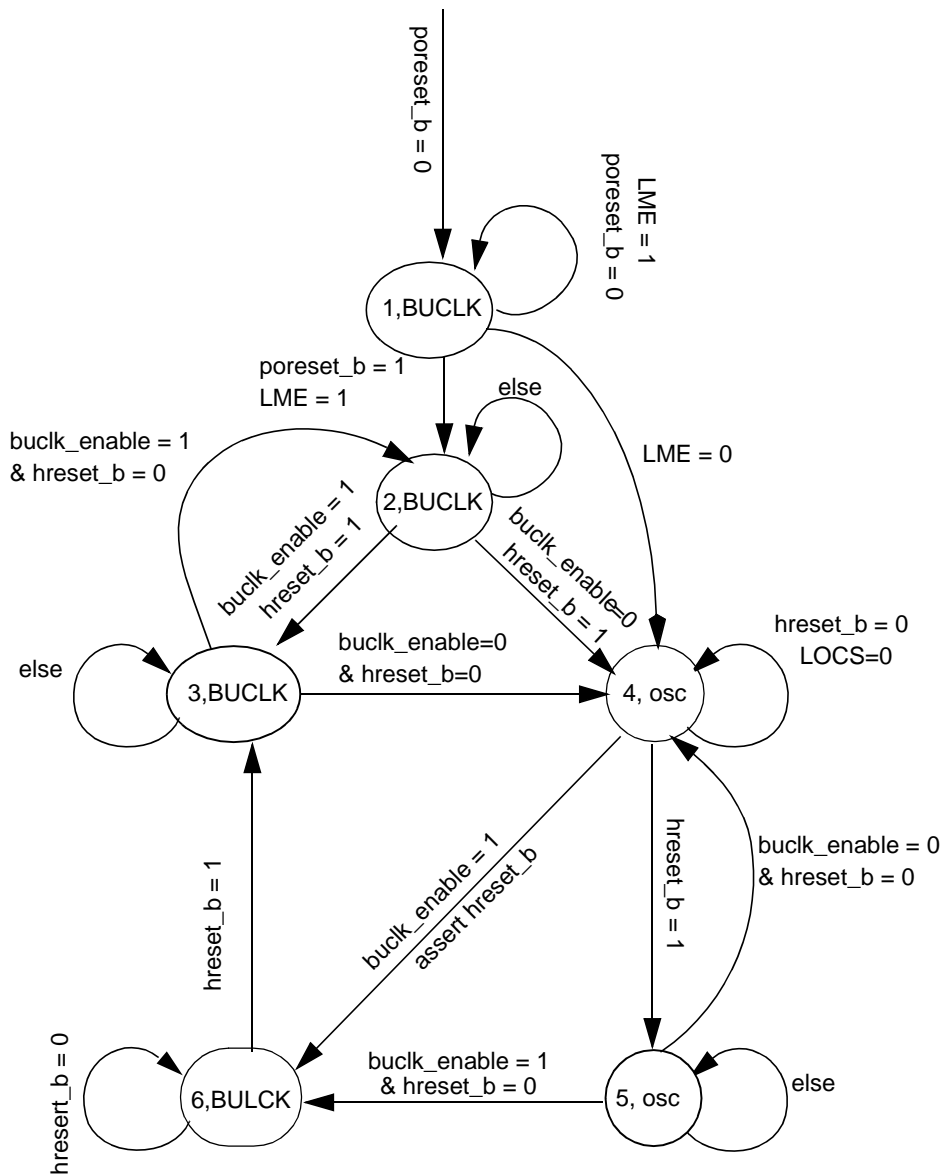 poreset_b = 0
LME = 1
poreset_b = 0
1,BUCLK
poreset_b = 1
LME = 1
else
buclk_enable = 1
& hreset_b = 0
LME = 0
2,BUCLK
buclk_enable = 1
hreset_b = 1
buclk_enable=0
hreset_b = 1
hreset_b = 0
LOCS=0
else
buclk_enable=0
& hreset_b=0
3,BUCLK
4, osc
hreset_b = 1
buclk_enable = 1
assert hreset_b
hreset_b = 1
buclk_enable = 0
& hreset_b = 0
hresert_b = 0
6,BULCK
buclk_enable = 1
& hreset_b = 0
5, osc
else